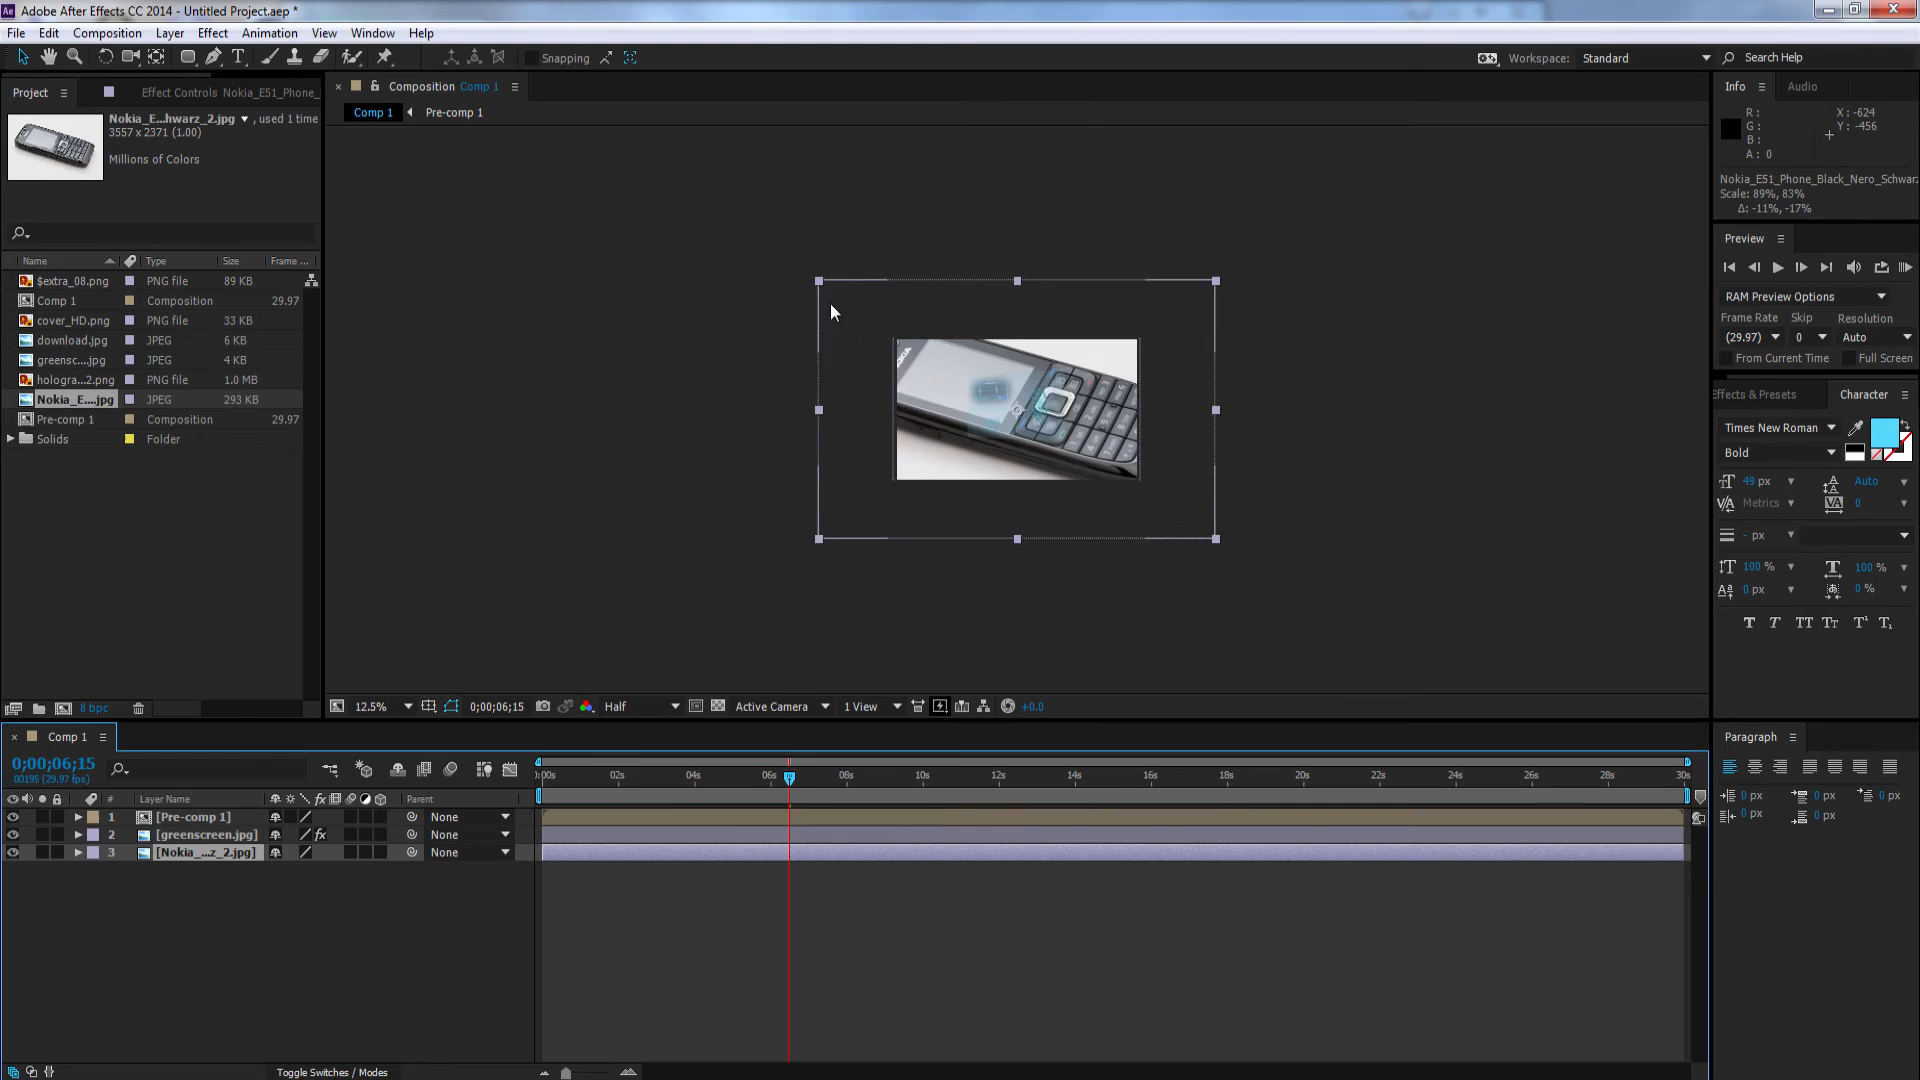 Adobe After Effects CC 2014 - Untitled Project.aep *
File Edit Composition Layer Effect Animation View Window Help
Snapping
Workspace: Standard
Search Help
Project
Effect Controls Nokia_E51_Phone_
Nokia_E...hwarz_2.jpg , used 1 time
3557 x 2371 (1.00)
Millions of Colors
Name Type Size Frame ...
$extra_08.png PNG file 89 KB
Comp 1 Composition 29.97
cover_HD.png PNG file 33 KB
download.jpg JPEG 6 KB
greensc....jpg JPEG 4 KB
hologra...2.png PNG file 1.0 MB
Nokia_E....jpg JPEG 293 KB
Pre-comp 1 Composition 29.97
Solids Folder
8 bpc
Composition Comp 1
Comp 1 Pre-comp 1
12.5% 0;00;06;15 Half Active Camera 1 View +0.0
Info Audio
R :
G :
B :
A : 0
X : -624
Y : -456
Nokia_E51_Phone_Black_Nero_Schwar
Scale: 89%, 83%
Δ: -11%, -17%
Preview
RAM Preview Options
Frame Rate Skip Resolution
(29.97) 0 Auto
From Current Time Full Screen
Effects & Presets Character
Times New Roman
Bold
49 px Auto
Metrics 0
- px
100 % 100 %
0 px 0 %
T T TT Tt T¹ T₁
Paragraph
0 px 0 px 0 px
0 px 0 px
Comp 1
0;00;06;15
00195 (29.97 fps)
:00s 02s 04s 06s 08s 10s 12s 14s 16s 18s 20s 22s 24s 26s 28s 30s
# Layer Name Parent
1 [Pre-comp 1] None
2 [greenscreen.jpg] fx None
3 [Nokia_...z_2.jpg] None
Toggle Switches / Modes